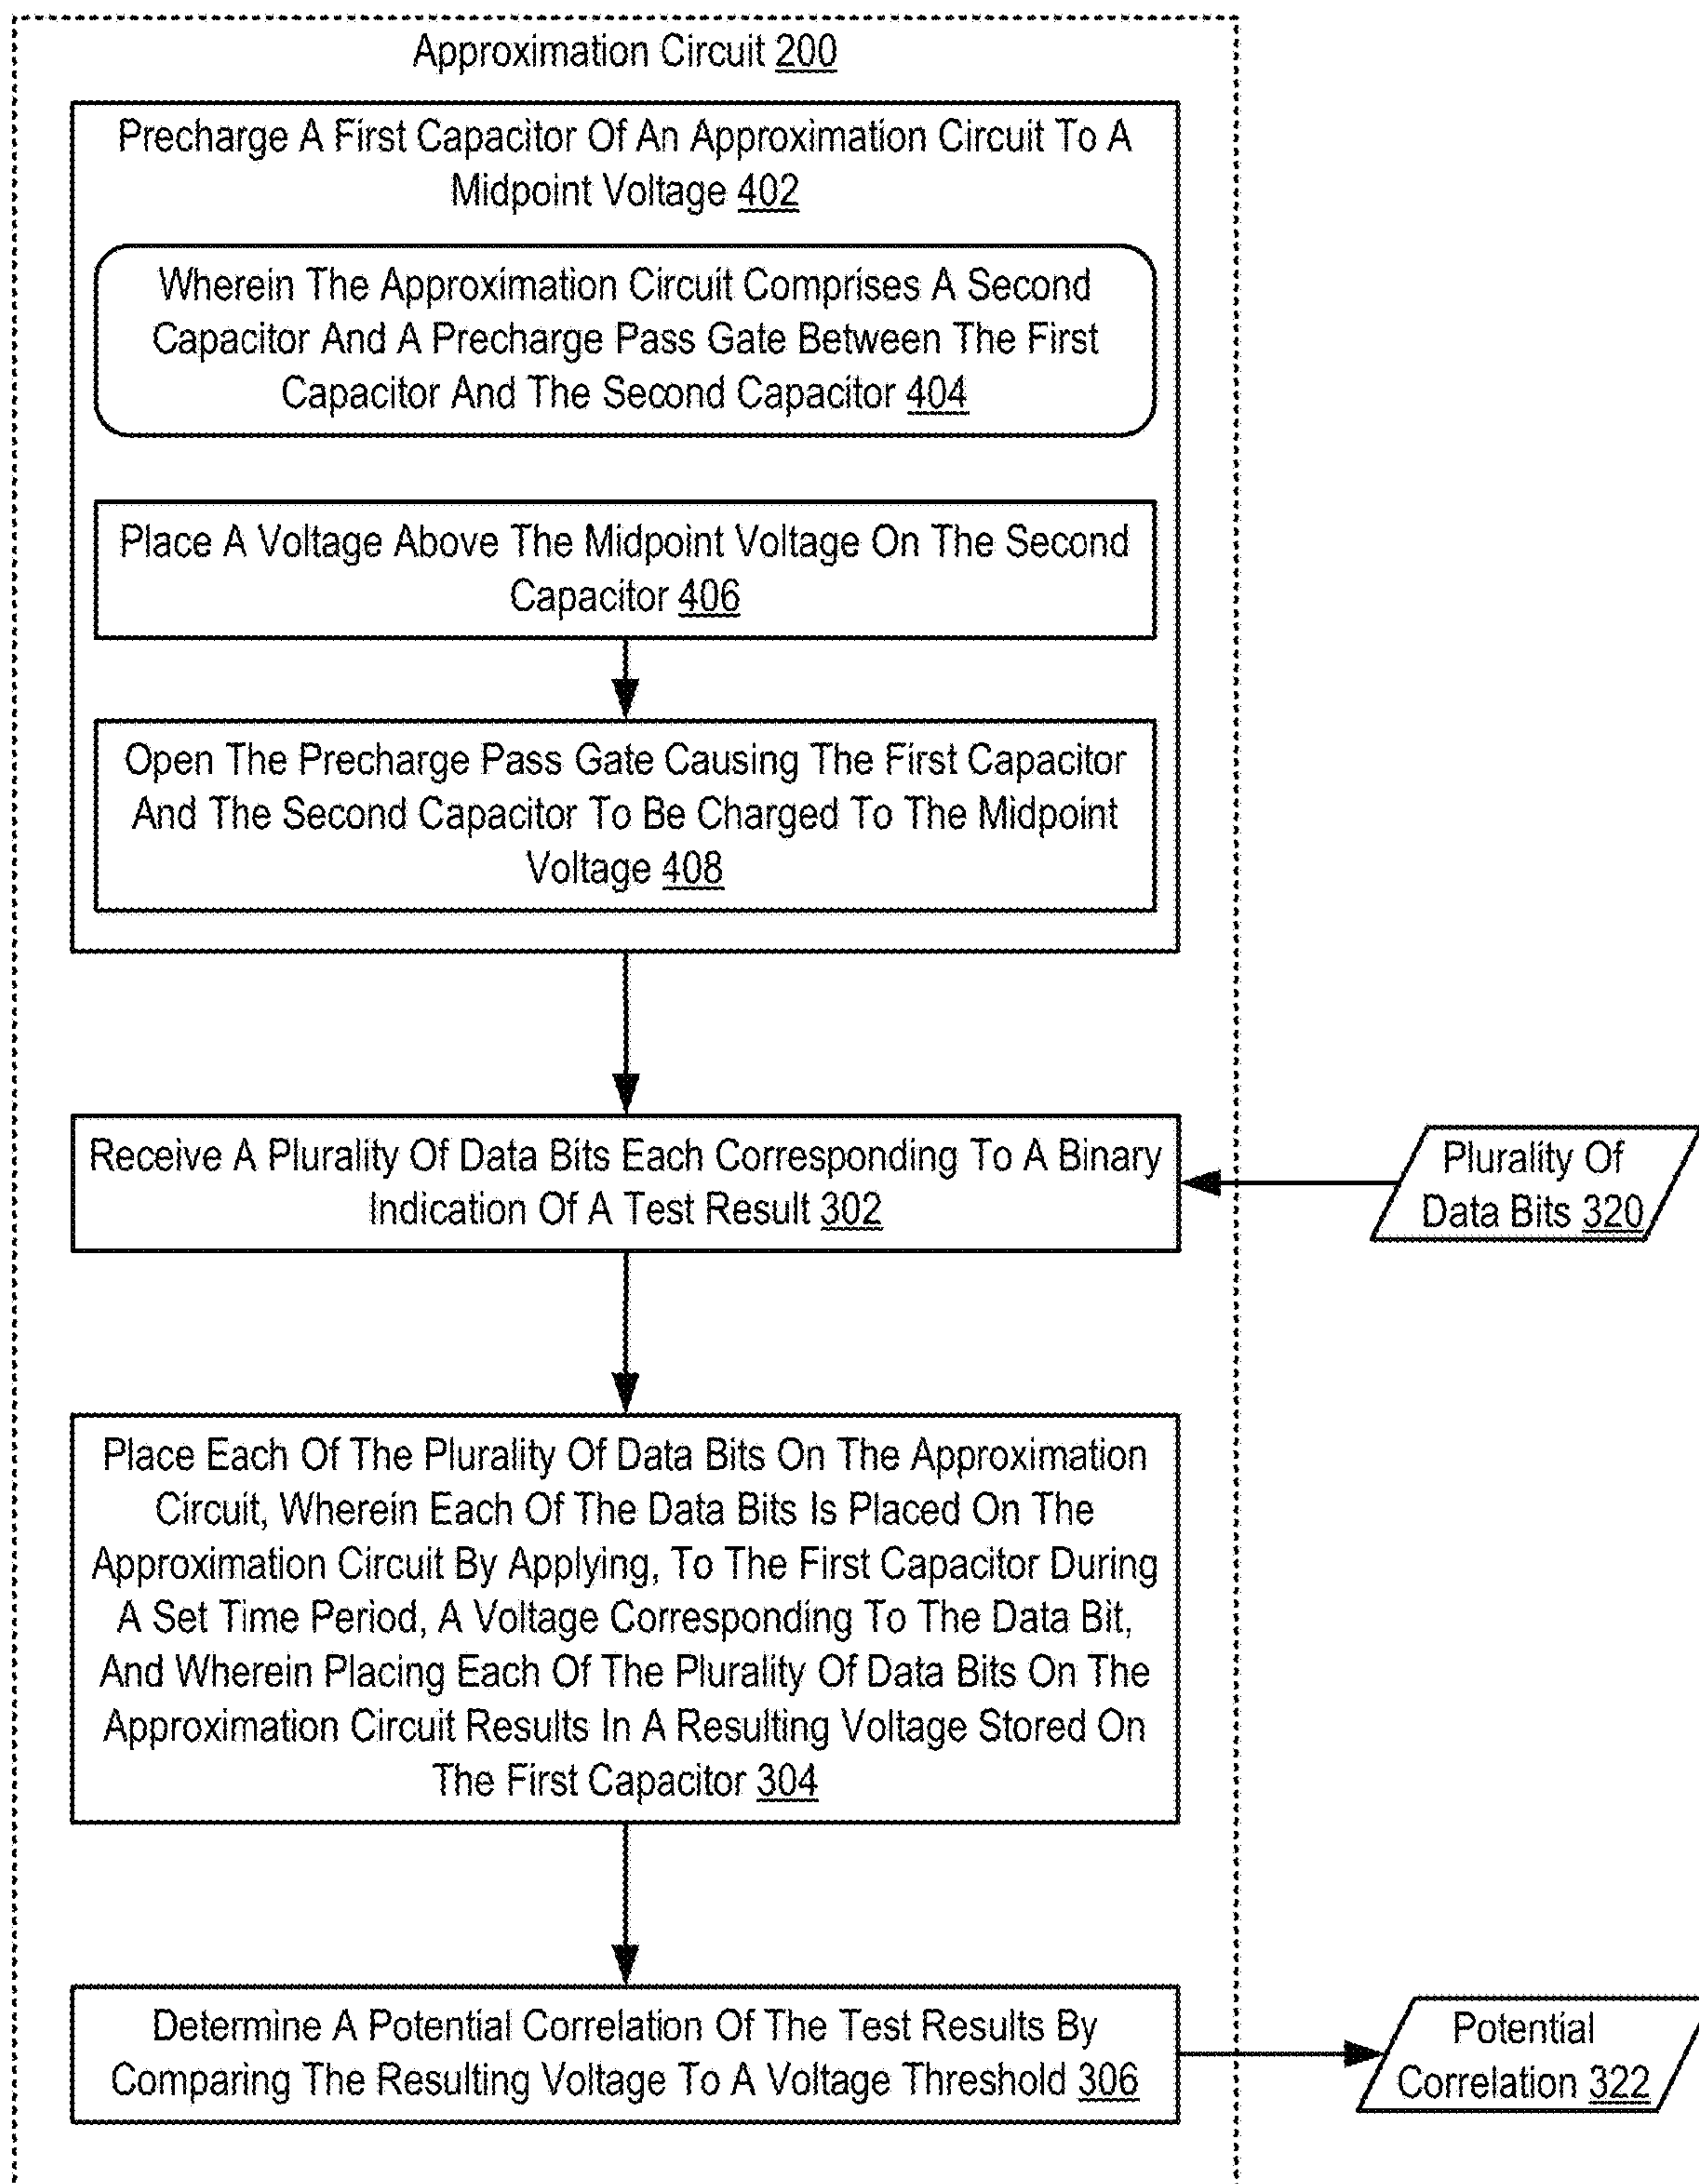 Approximation Circuit 200
Precharge A First Capacitor Of An Approximation Circuit To A
Midpoint Voltage 402
Wherein The Approximation Circuit Comprises A Second
Capacitor And A Precharge Pass Gate Between The First
Capacitor And The Second Capacitor 404
Place A Voltage Above The Midpoint Voltage On The Second
Capacitor 406
Open The Precharge Pass Gate Causing The First Capacitor
And The Second Capacitor To Be Charged To The Midpoint
Voltage 408
Receive A Plurality Of Data Bits Each Corresponding To A Binary
Indication Of A Test Result 302
Plurality Of
Data Bits 320
Place Each Of The Plurality Of Data Bits On The Approximation
Circuit, Wherein Each Of The Data Bits Is Placed On The
Approximation Circuit By Applying, To The First Capacitor During
A Set Time Period, A Voltage Corresponding To The Data Bit,
And Wherein Placing Each Of The Plurality Of Data Bits On The
Approximation Circuit Results In A Resulting Voltage Stored On
The First Capacitor 304
Determine A Potential Correlation Of The Test Results By
Comparing The Resulting Voltage To A Voltage Threshold 306
Potential
Correlation 322